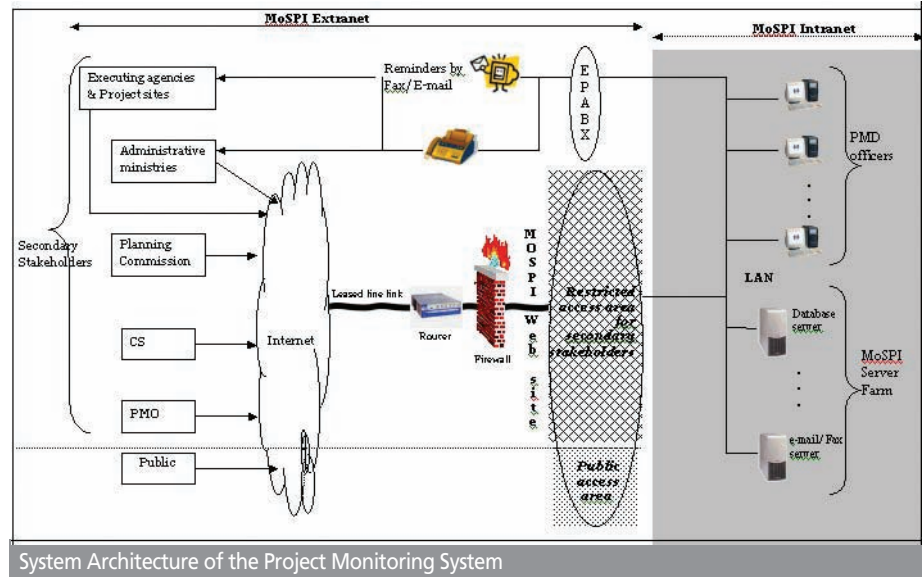 MoSPI Extranet
MoSPI Intranet
Executing agencies
& Project sites
Reminders by
Fax/ E-mail
E
P
A
B
X
Administrative
ministries
PMD
officers
Secondary
Stakeholders
Planning
Commission
M
O
S
P
I
W
e
b
s
i
t
e
LAN
Leased line link
Restricted
access area
for
secondary
stakeholders
Internet
Router
Firewall
CS
Database
server
MoSPI
Server
Farm
PMO
e-mail/ Fax
server
Public
Public
access
area
System Architecture of the Project Monitoring System